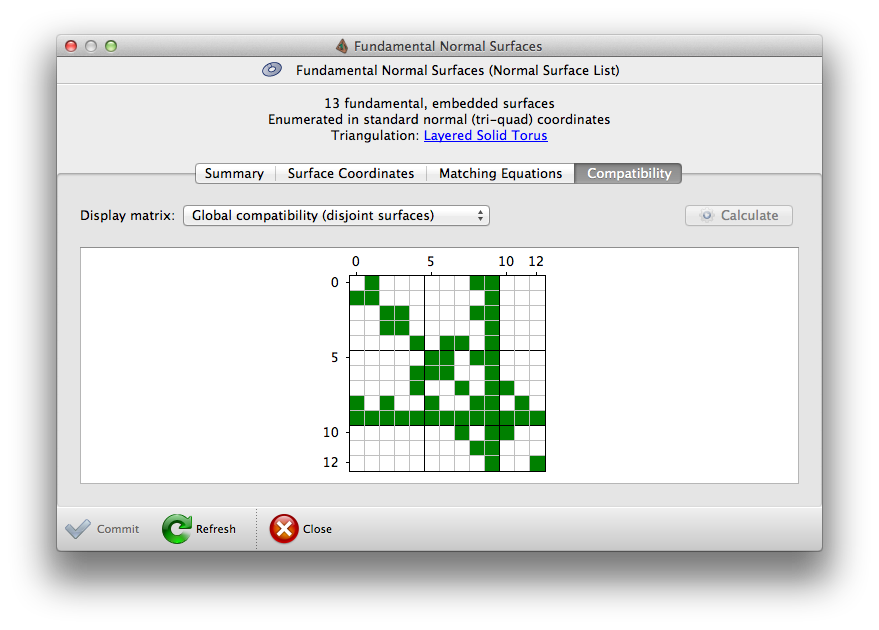 Fundamental Normal Surfaces
Fundamental Normal Surfaces (Normal Surface List)
13 fundamental, embedded surfaces
Enumerated in standard normal (tri-quad) coordinates
Triangulation: Layered Solid Torus
Summary Surface Coordinates Matching Equations Compatibility
Display matrix: Global compatibility (disjoint surfaces) Calculate
0 5 10 12
0
5
10
12
Commit Refresh Close